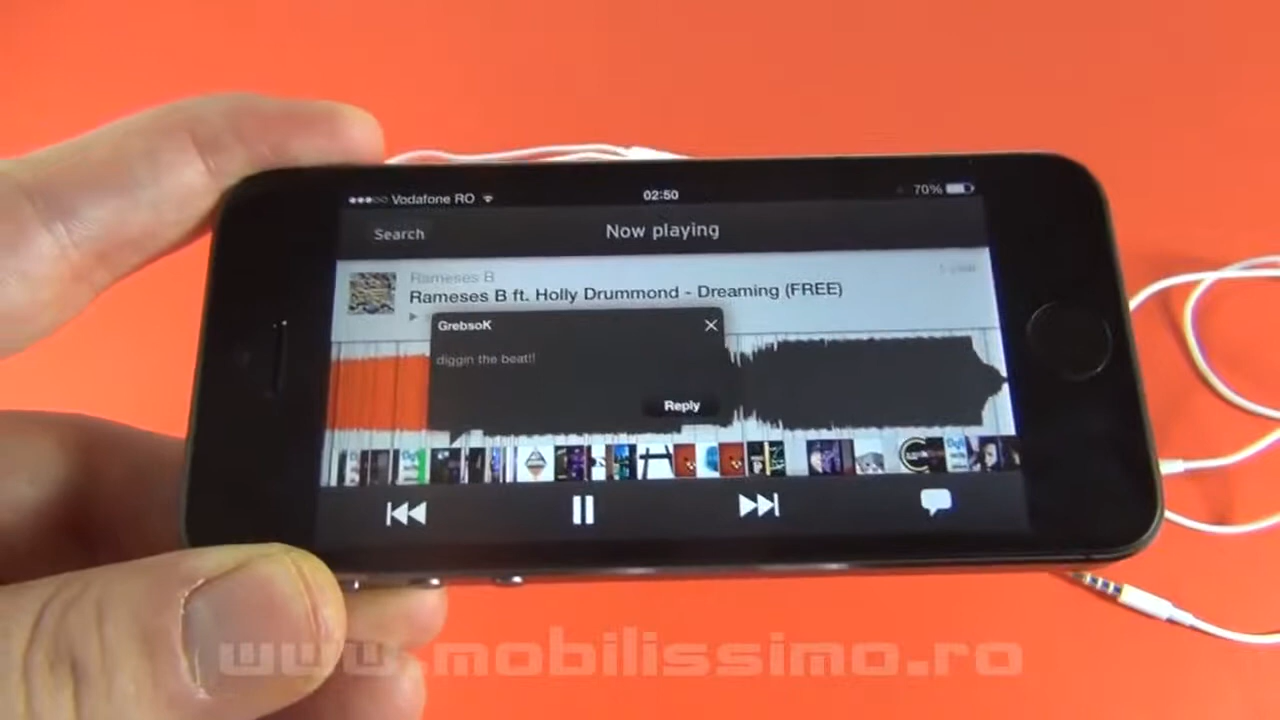 Vodafone RO
02:50
70%
Search
Now playing
Rameses B
Rameses B ft. Holly Drummond - Dreaming (FREE)
GrebsoK
diggin the beat!!
Reply
www.mobilissimo.ro